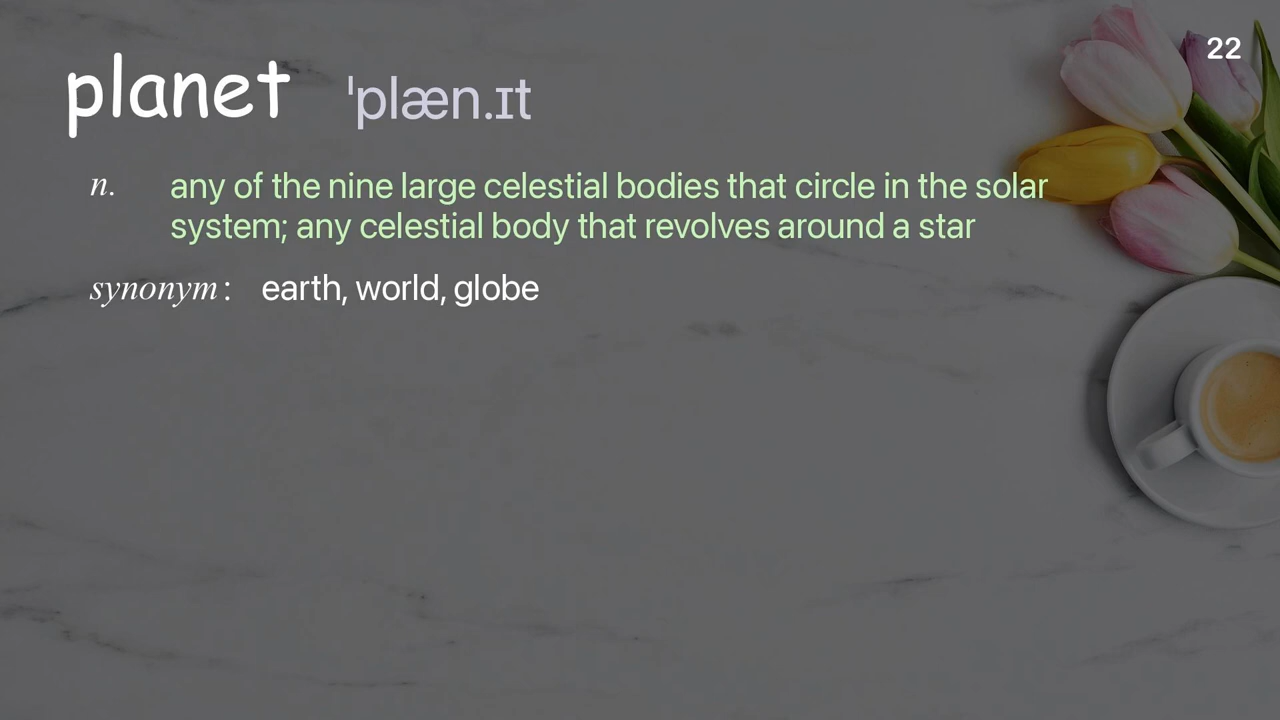 22
planet ˈplæn.ɪt
n. any of the nine large celestial bodies that circle in the solar
system; any celestial body that revolves around a star
synonym : earth, world, globe